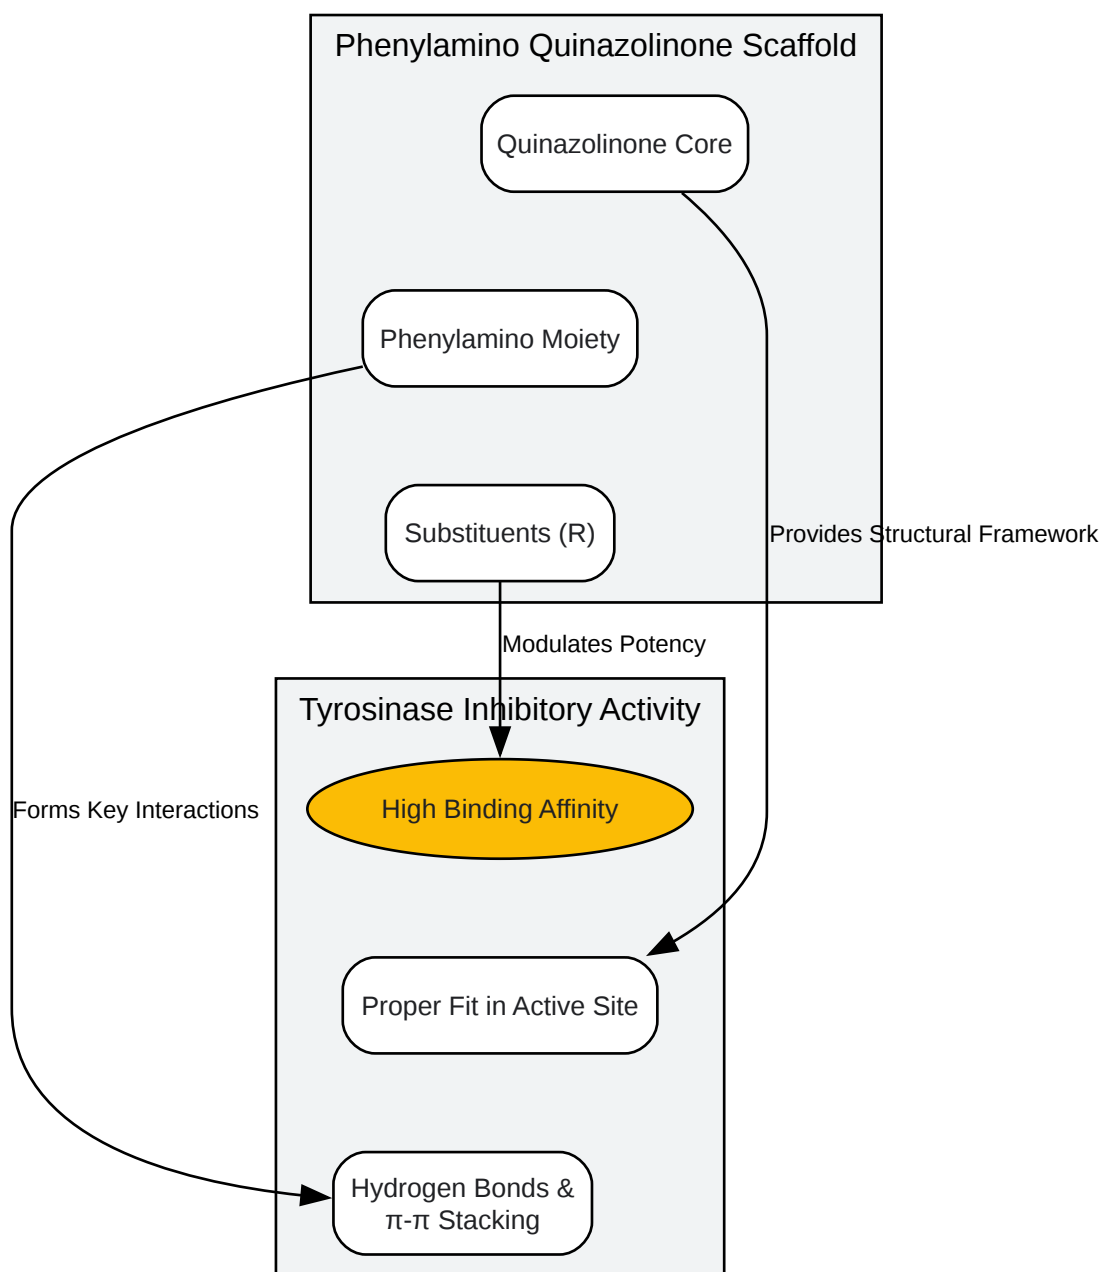 Phenylamino Quinazolinone Scaffold
Quinazolinone Core
Phenylamino Moiety
Substituents (R)
Provides Structural Framework
Modulates Potency
Tyrosinase Inhibitory Activity
High Binding Affinity
Forms Key Interactions
Proper Fit in Active Site
Hydrogen Bonds &
π-π Stacking